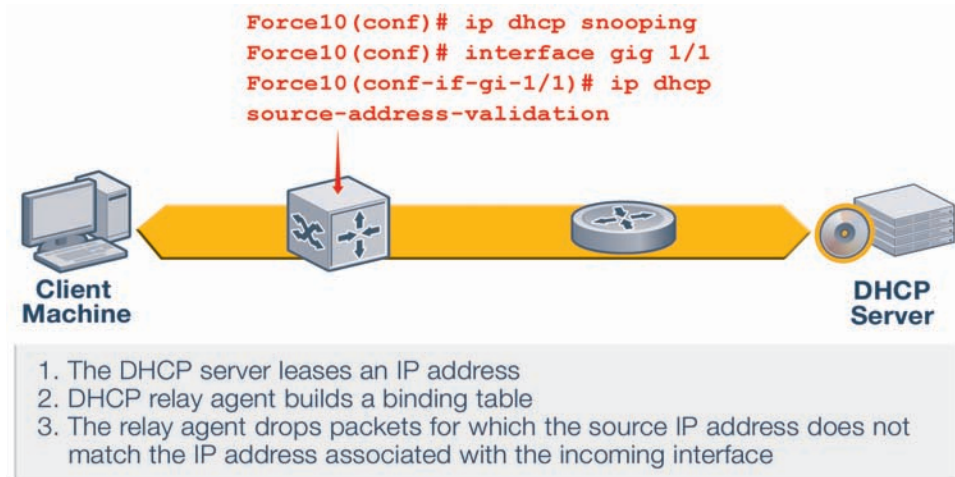 Force10(conf)# ip dhcp snooping
Force10(conf)# interface gig 1/1
Force10(conf-if-gi-1/1)# ip dhcp
source-address-validation
Client
Machine
DHCP
Server
1. The DHCP server leases an IP address
2. DHCP relay agent builds a binding table
3. The relay agent drops packets for which the source IP address does not
match the IP address associated with the incoming interface